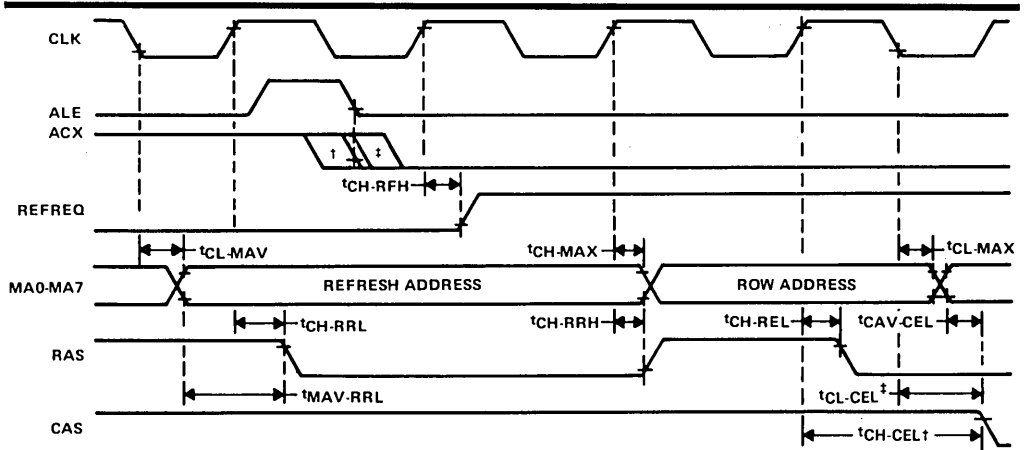 CLK
ALE
ACX
† ‡
tCH-RFH
REFREQ
tCL-MAV tCH-MAX tCL-MAX
MA0-MA7 REFRESH ADDRESS ROW ADDRESS
tCH-RRL tCH-RRH tCH-REL tCAV-CEL
RAS
tMAV-RRL tCL-CEL‡
CAS tCH-CEL†